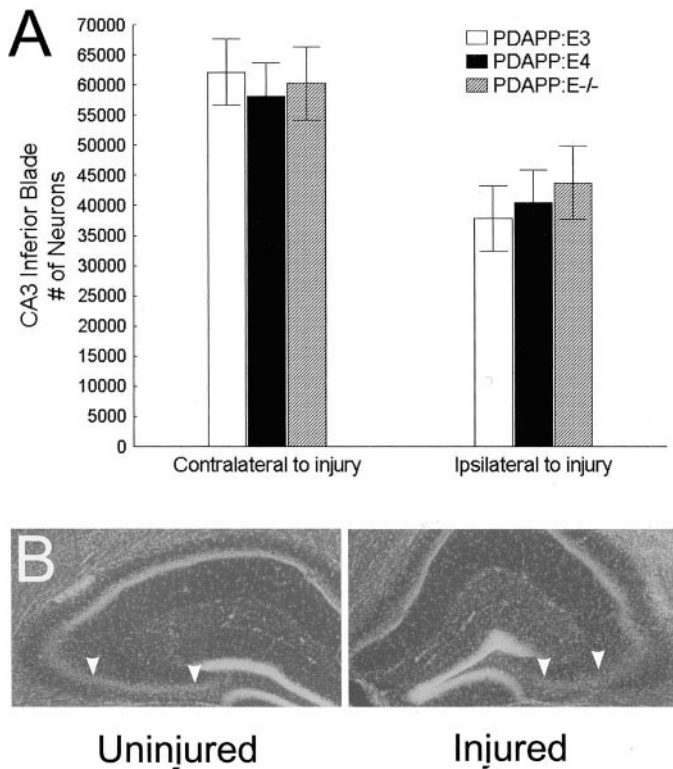 A
70000
65000
60000
55000
50000
45000
40000
35000
30000
25000
20000
15000
10000
5000
0
CA3 Inferior Blade
# of Neurons
PDAPP:E3
PDAPP:E4
PDAPP:E-/-
Contralateral to injury
Ipsilateral to injury
B
Uninjured
Injured